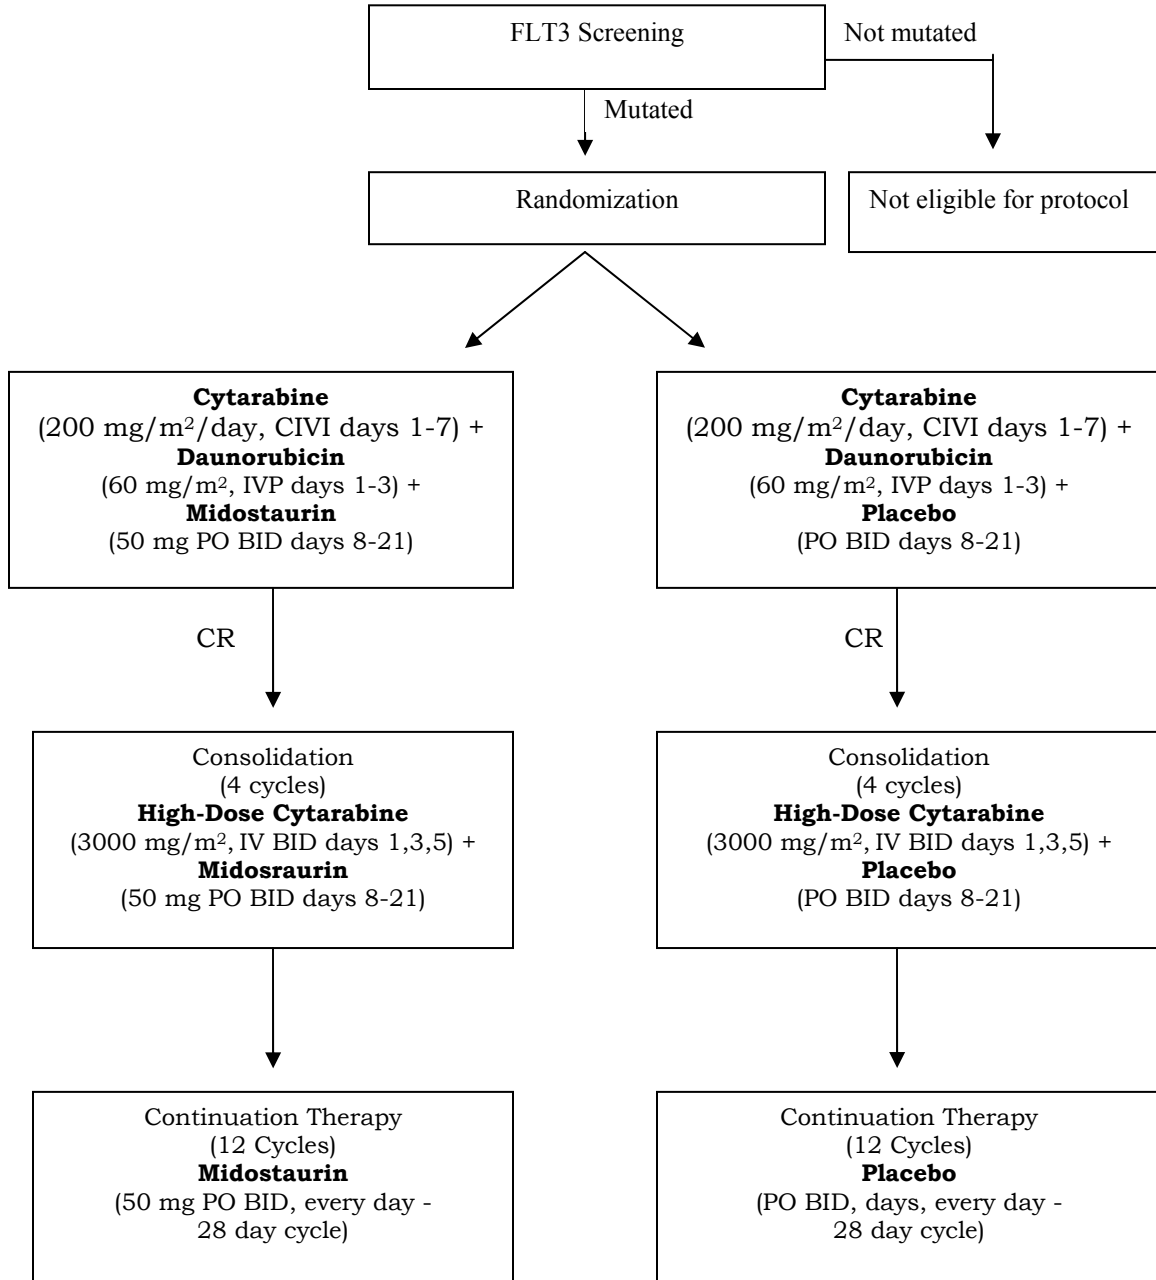 FLT3 Screening
Not mutated
Mutated
Randomization
Not eligible for protocol
Cytarabine
(200 mg/m²/day, CIVI days 1-7) +
Daunorubicin
(60 mg/m², IVP days 1-3) +
Midostaurin
(50 mg PO BID days 8-21)
Cytarabine
(200 mg/m²/day, CIVI days 1-7) +
Daunorubicin
(60 mg/m², IVP days 1-3) +
Placebo
(PO BID days 8-21)
CR
CR
Consolidation
(4 cycles)
High-Dose Cytarabine
(3000 mg/m², IV BID days 1,3,5) +
Midosraurin
(50 mg PO BID days 8-21)
Consolidation
(4 cycles)
High-Dose Cytarabine
(3000 mg/m², IV BID days 1,3,5) +
Placebo
(PO BID days 8-21)
Continuation Therapy
(12 Cycles)
Midostaurin
(50 mg PO BID, every day -
28 day cycle)
Continuation Therapy
(12 Cycles)
Placebo
(PO BID, days, every day -
28 day cycle)